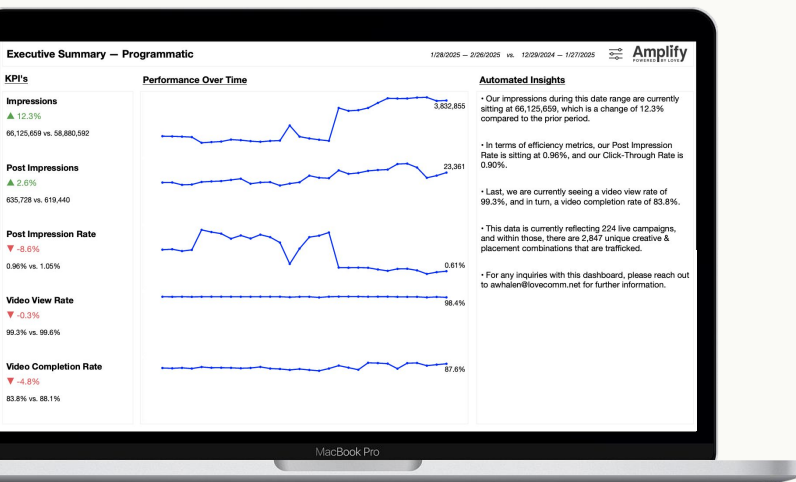 Executive Summary — Programmatic
1/28/2025 — 2/26/2025 vs. 12/29/2024 — 1/27/2025
Amplify
POWERED BY LOVE
KPI's
Performance Over Time
Automated Insights
Impressions
▲ 12.3%
66,125,659 vs. 58,880,592
3,832,855
Post Impressions
▲ 2.6%
635,728 vs. 619,440
23,361
Post Impression Rate
▼ -8.6%
0.96% vs. 1.05%
0.61%
Video View Rate
▼ -0.3%
99.3% vs. 99.6%
98.4%
Video Completion Rate
▼ -4.8%
83.8% vs. 88.1%
87.6%
• Our impressions during this date range are currently
sitting at 66,125,659, which is a change of 12.3%
compared to the prior period.
• In terms of efficiency metrics, our Post Impression
Rate is sitting at 0.96%, and our Click-Through Rate is
0.90%.
• Last, we are currently seeing a video view rate of
99.3%, and in turn, a video completion rate of 83.8%.
• This data is currently reflecting 224 live campaigns,
and within those, there are 2,847 unique creative &
placement combinations that are trafficked.
• For any inquiries with this dashboard, please reach out
to awhalen@lovecomm.net for further information.
MacBook Pro